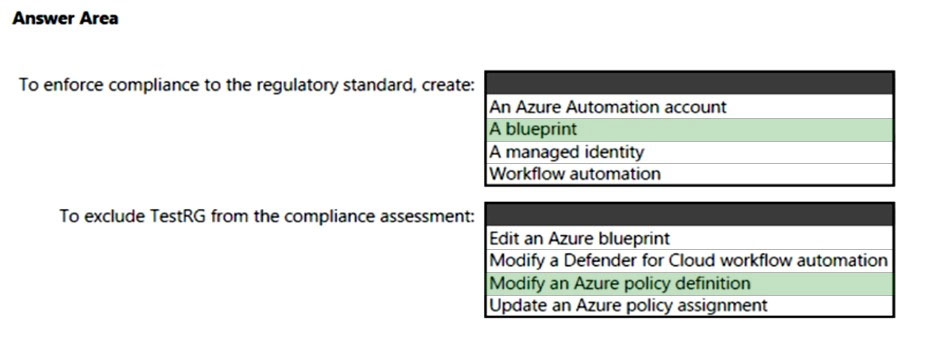 Answer Area
To enforce compliance to the regulatory standard, create:
An Azure Automation account
A blueprint
A managed identity
Workflow automation
To exclude TestRG from the compliance assessment:
Edit an Azure blueprint
Modify a Defender for Cloud workflow automation
Modify an Azure policy definition
Update an Azure policy assignment